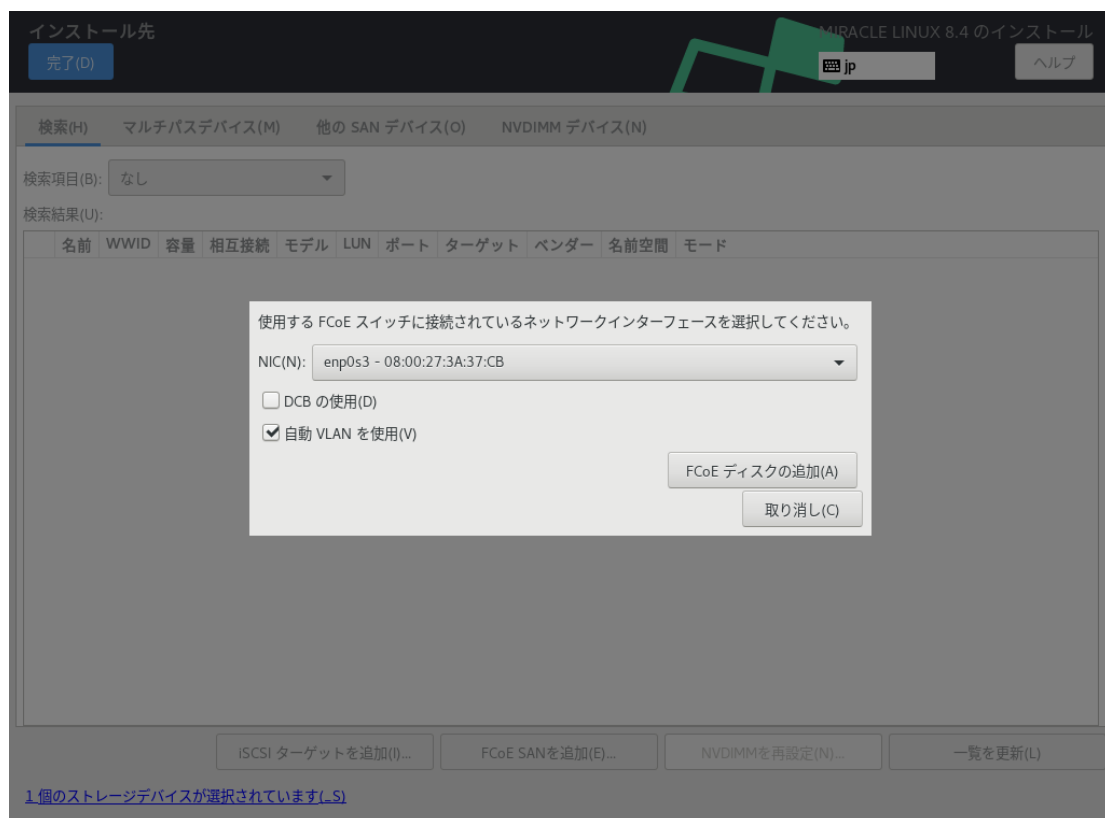 インストール先
MIRACLE LINUX 8.4 のインストール
完了(D)
jp
ヘルプ
検索(H) マルチパスデバイス(M) 他の SAN デバイス(O) NVDIMM デバイス(N)
検索項目(B): なし
検索結果(U):
名前 WWID 容量 相互接続 モデル LUN ポート ターゲット ベンダー 名前空間 モード
使用する FCoE スイッチに接続されているネットワークインターフェースを選択してください。
NIC(N): enp0s3 - 08:00:27:3A:37:CB
DCB の使用(D)
自動 VLAN を使用(V)
FCoE ディスクの追加(A)
取り消し(C)
iSCSI ターゲットを追加(I)... FCoE SANを追加(E)... NVDIMMを再設定(N)... 一覧を更新(L)
1 個のストレージデバイスが選択されています(_S)